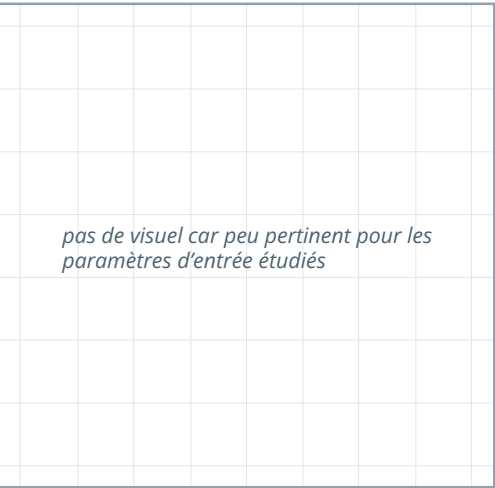 pas de visuel car peu pertinent pour les
paramètres d’entrée étudiés